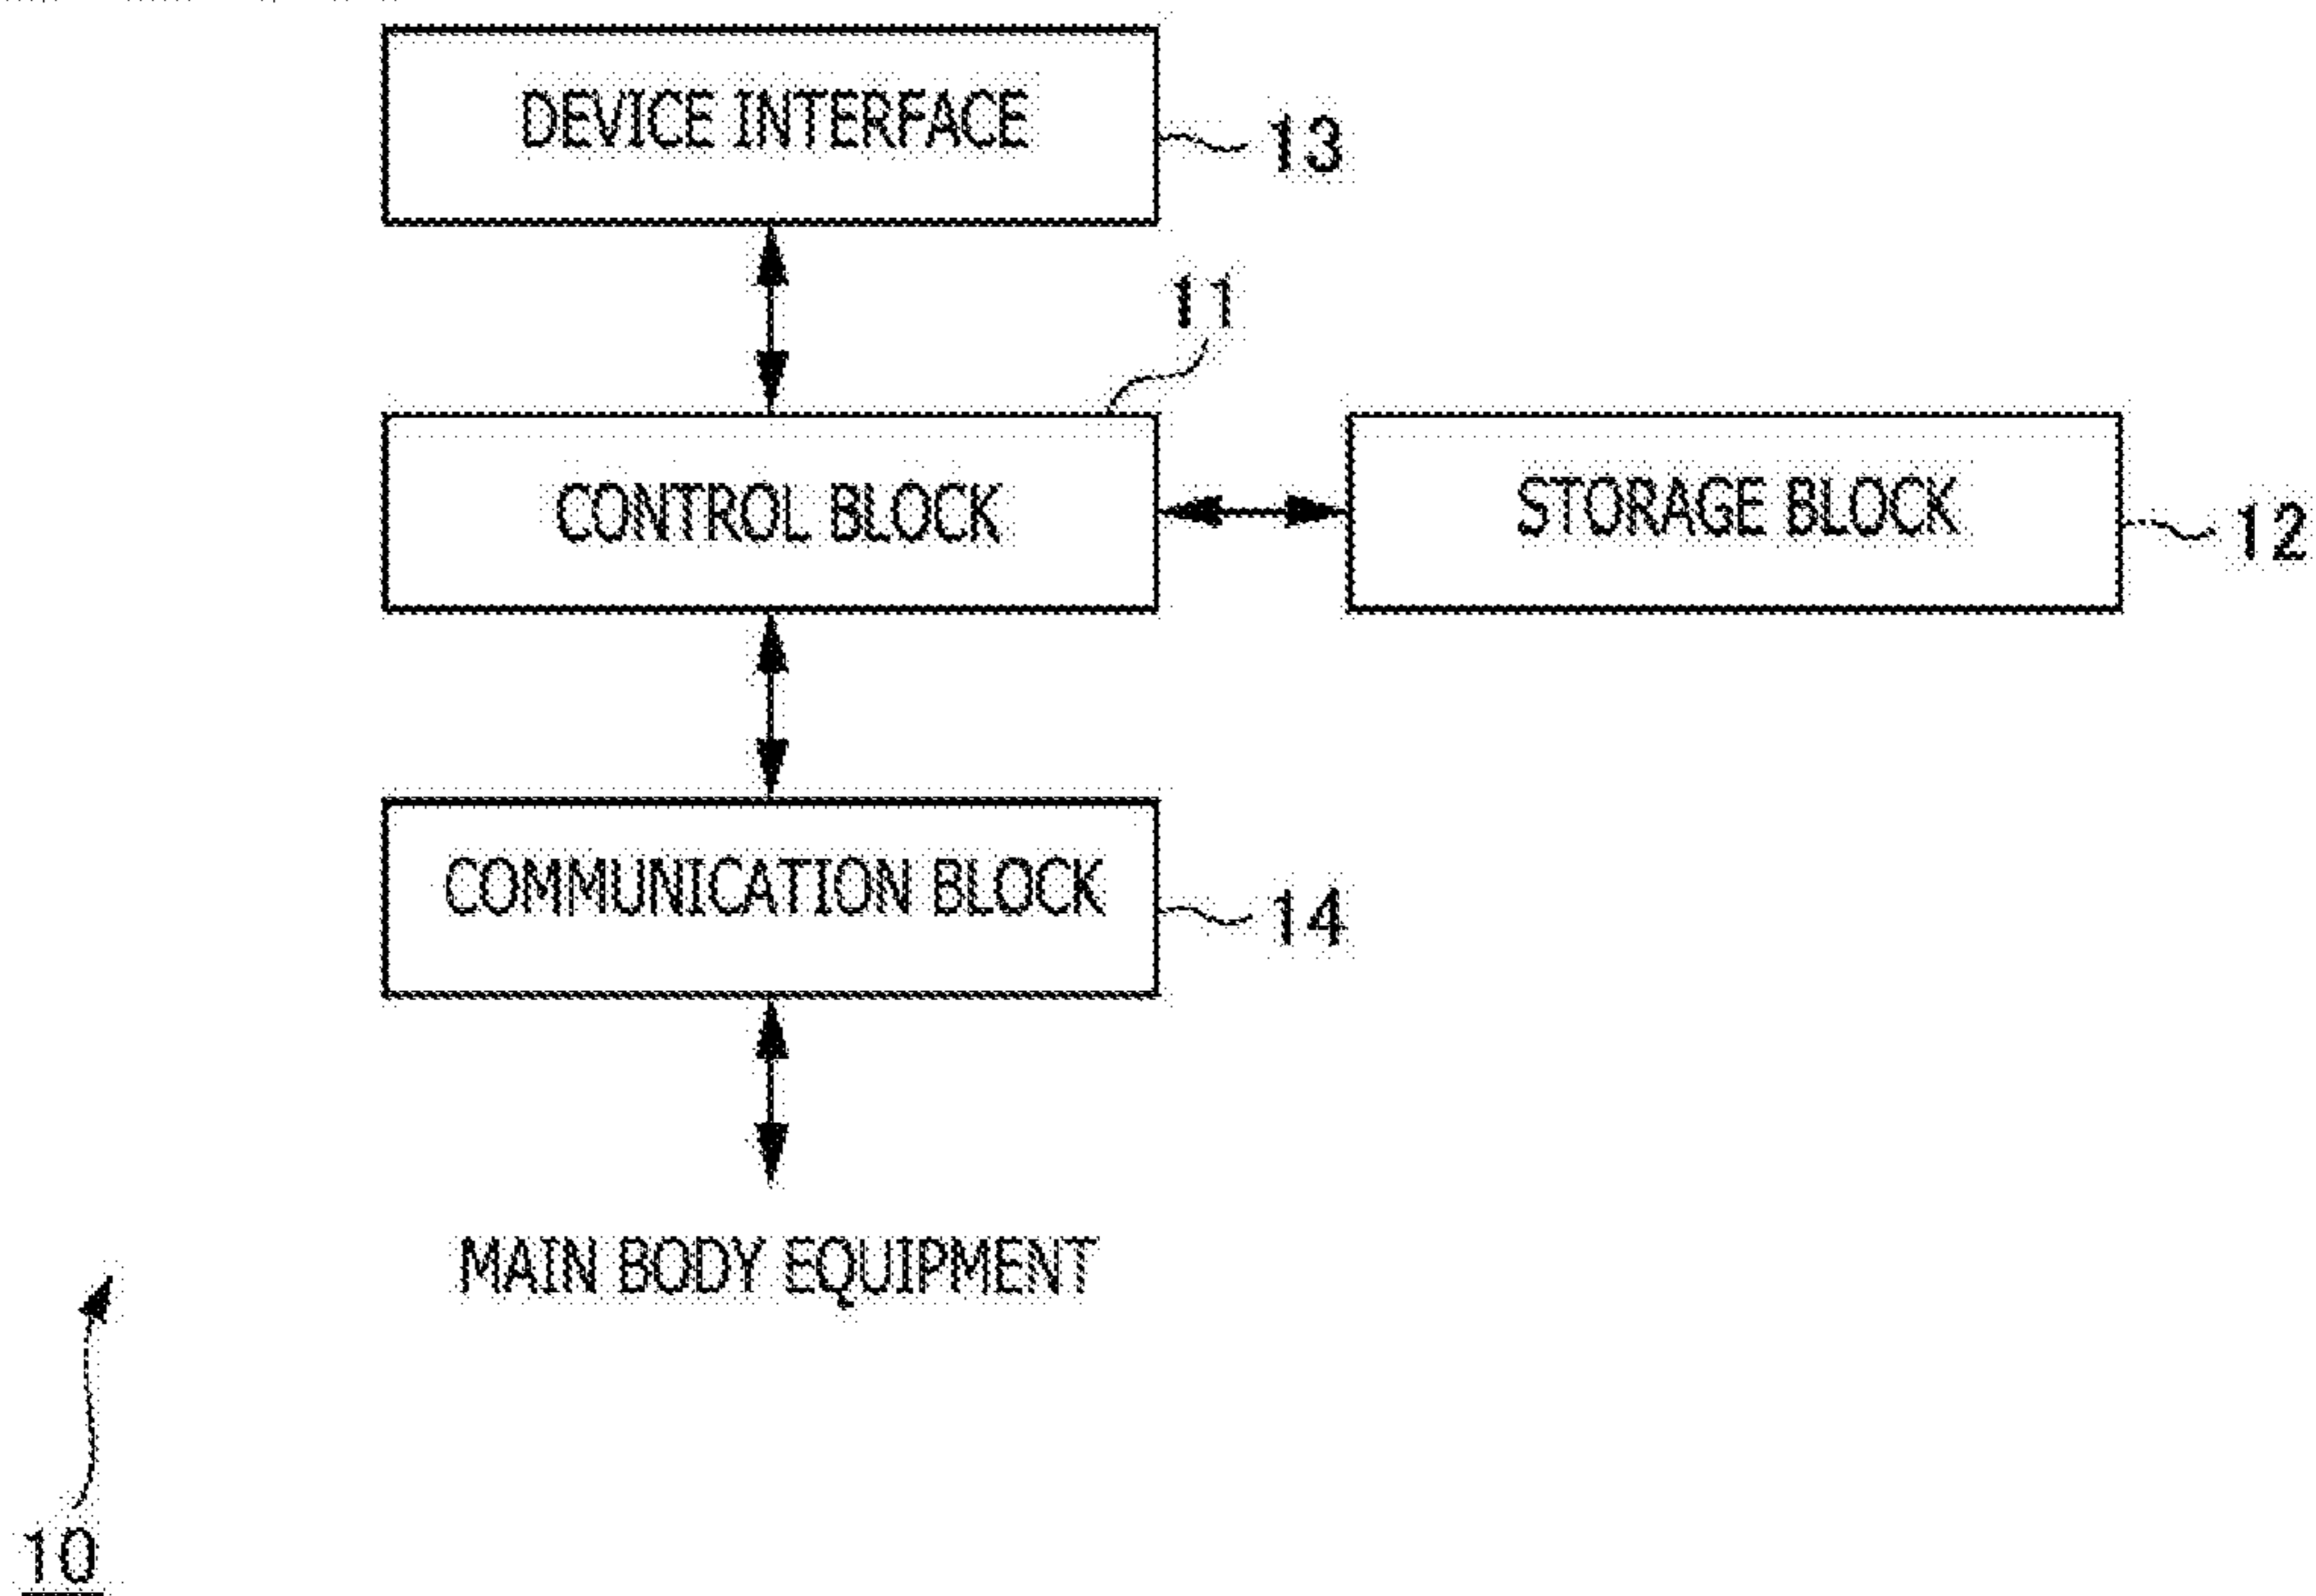 DEVICE INTERFACE
13
11
CONTROL BLOCK
STORAGE BLOCK
12
COMMUNICATION BLOCK
14
MAIN BODY EQUIPMENT
10